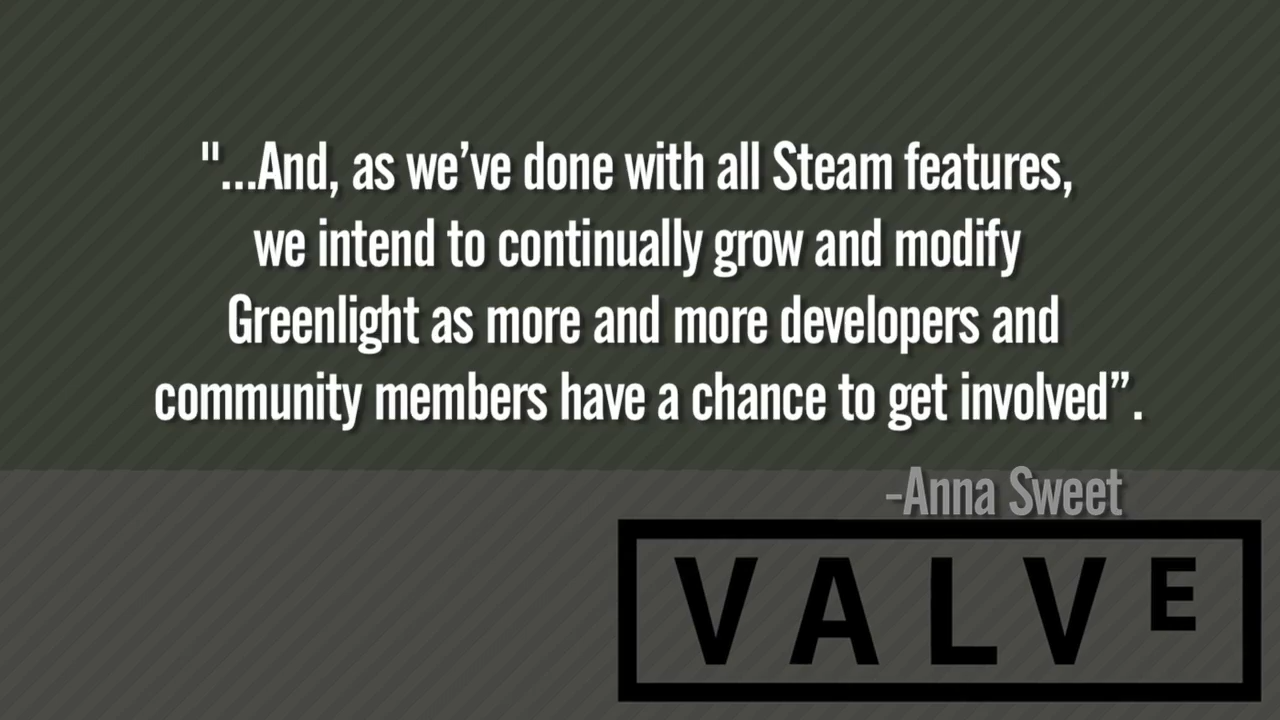 "...And, as we’ve done with all Steam features,
we intend to continually grow and modify
Greenlight as more and more developers and
community members have a chance to get involved”.
-Anna Sweet
VALVE